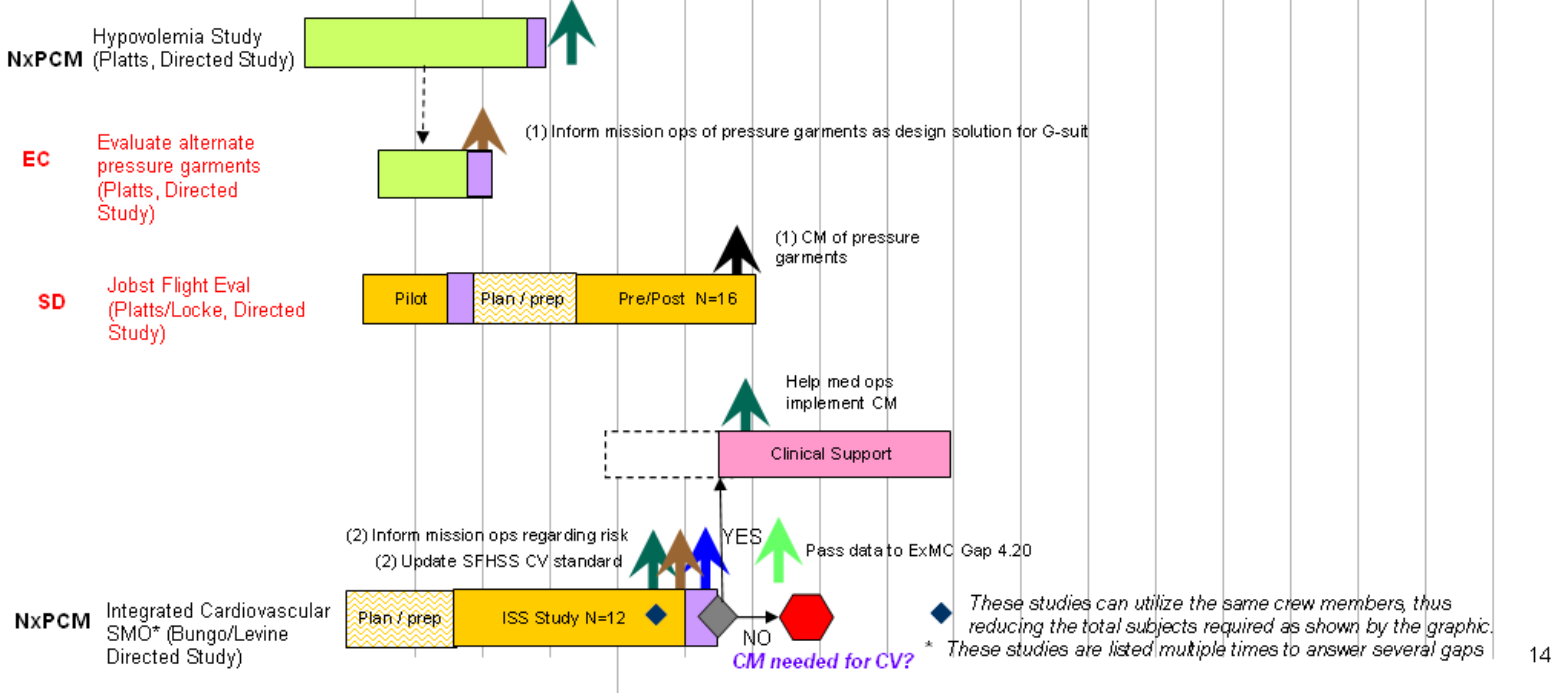 Hypovolemia Study
NxPCM (Platts, Directed Study)
(1) Inform mission ops of pressure garments as design solution for G-suit
EC
Evaluate alternate
pressure garments
(Platts, Directed
Study)
(1) CM of pressure
garments
SD
Jobst Flight Eval
(Platts/Locke, Directed
Study)
Pilot
Plan / prep
Pre/Post N=16
Help med ops
implement CM
Clinical Support
(2) Inform mission ops regarding risk
(2) Update SFHSS CV standard
YES
Pass data to ExMC Gap 4.20
NxPCM
Integrated Cardiovascular
SMO* (Bungo/Levine
Directed Study)
Plan / prep
ISS Study N=12
NO
CM needed for CV?
These studies can utilize the same crew members, thus
reducing the total subjects required as shown by the graphic.
* These studies are listed multiple times to answer several gaps
14